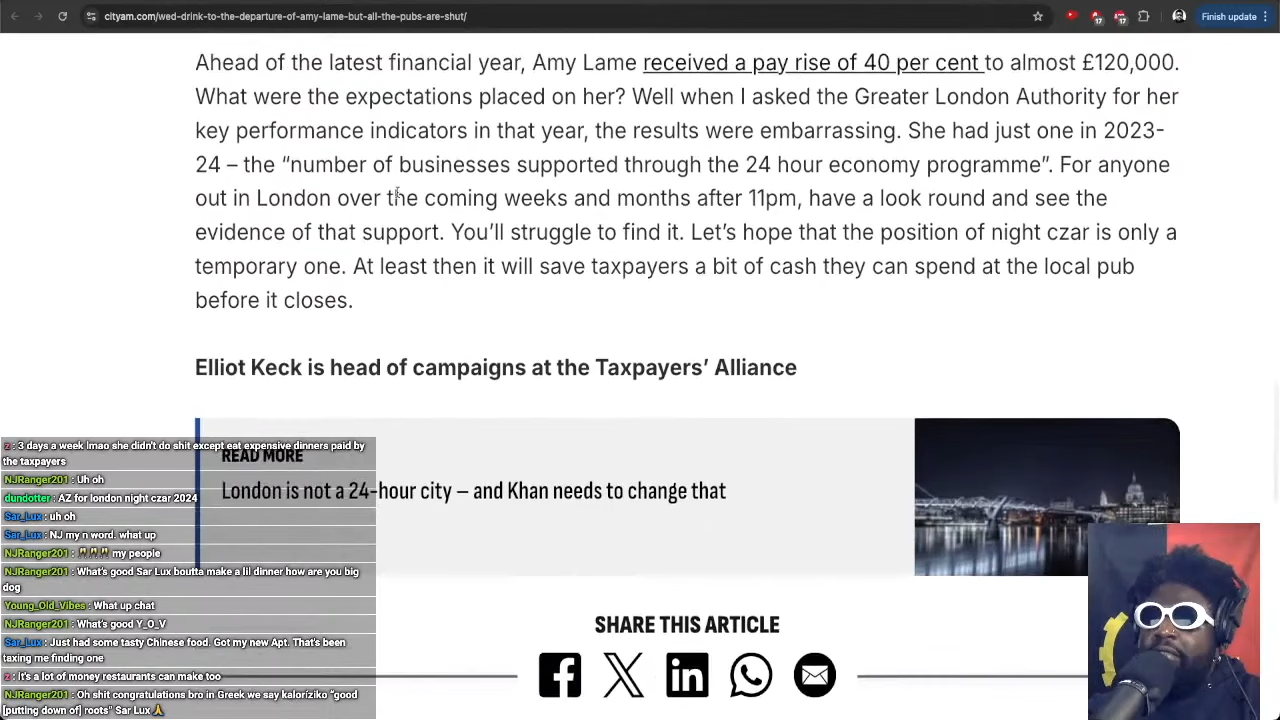 cityam.com/wed-drink-to-the-departure-of-amy-lame-but-all-the-pubs-are-shut/
17
17
Finish update
Ahead of the latest financial year, Amy Lame received a pay rise of 40 per cent to almost £120,000.
What were the expectations placed on her? Well when I asked the Greater London Authority for her
key performance indicators in that year, the results were embarrassing. She had just one in 2023-
24 – the “number of businesses supported through the 24 hour economy programme”. For anyone
out in London over the coming weeks and months after 11pm, have a look round and see the
evidence of that support. You’ll struggle to find it. Let’s hope that the position of night czar is only a
temporary one. At least then it will save taxpayers a bit of cash they can spend at the local pub
before it closes.
Elliot Keck is head of campaigns at the Taxpayers’ Alliance
READ MORE
London is not a 24-hour city – and Khan needs to change that
SHARE THIS ARTICLE
z: 3 days a week lmao she didn't do shit except eat expensive dinners paid by
the taxpayers
NJRanger201 : Uh oh
dundotter : AZ for london night czar 2024
Sar_Lux : uh oh
Sar_Lux : NJ my n word. what up
NJRanger201 : 🙌🙌🙌 my people
NJRanger201 : What's good Sar Lux boutta make a lil dinner how are you big
dog
Young_Old_Vibes : What up chat
NJRanger201 : What's good Y_O_V
Sar_Lux : Just had some tasty Chinese food. Got my new Apt. That's been
taxing me finding one
z: It's a lot of money restaurants can make too
NJRanger201 : Oh shit congratulations bro in Greek we say kaloríziko “good
[putting down of] roots” Sar Lux 🙏